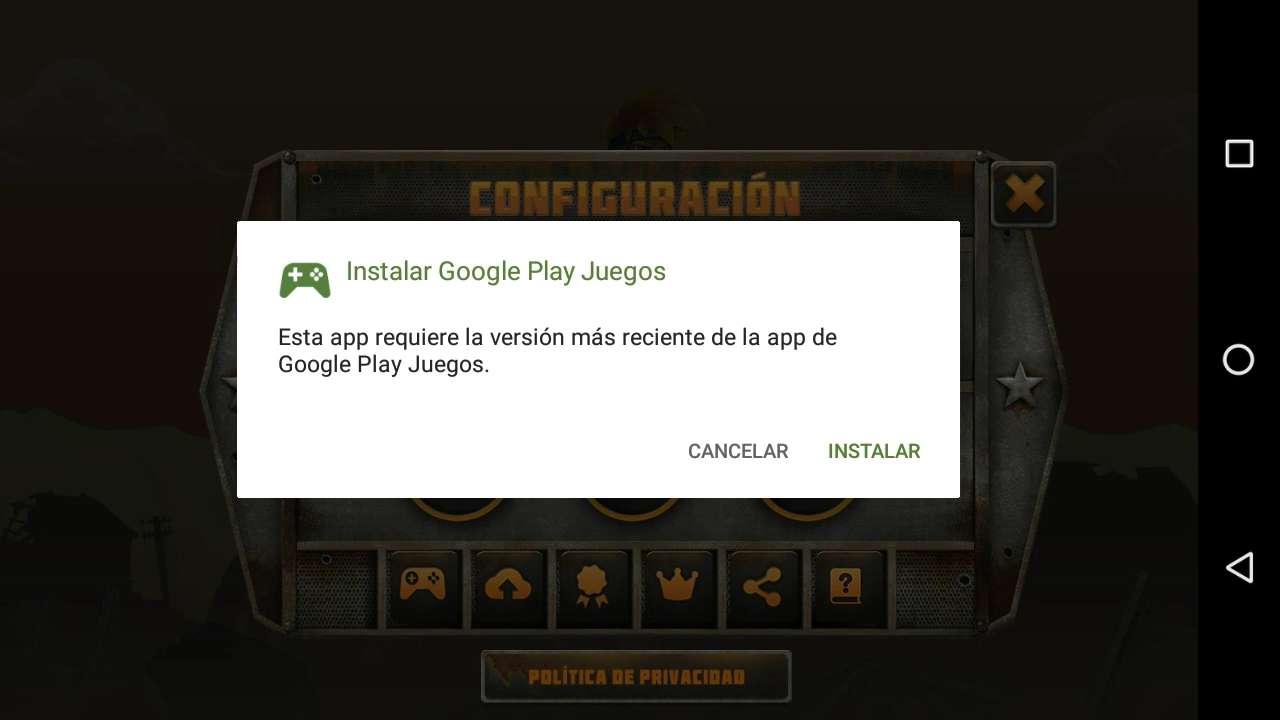 CONFIGURACIÓN
Instalar Google Play Juegos
Esta app requiere la versión más reciente de la app de
Google Play Juegos.
CANCELAR INSTALAR
POLÍTICA DE PRIVACIDAD